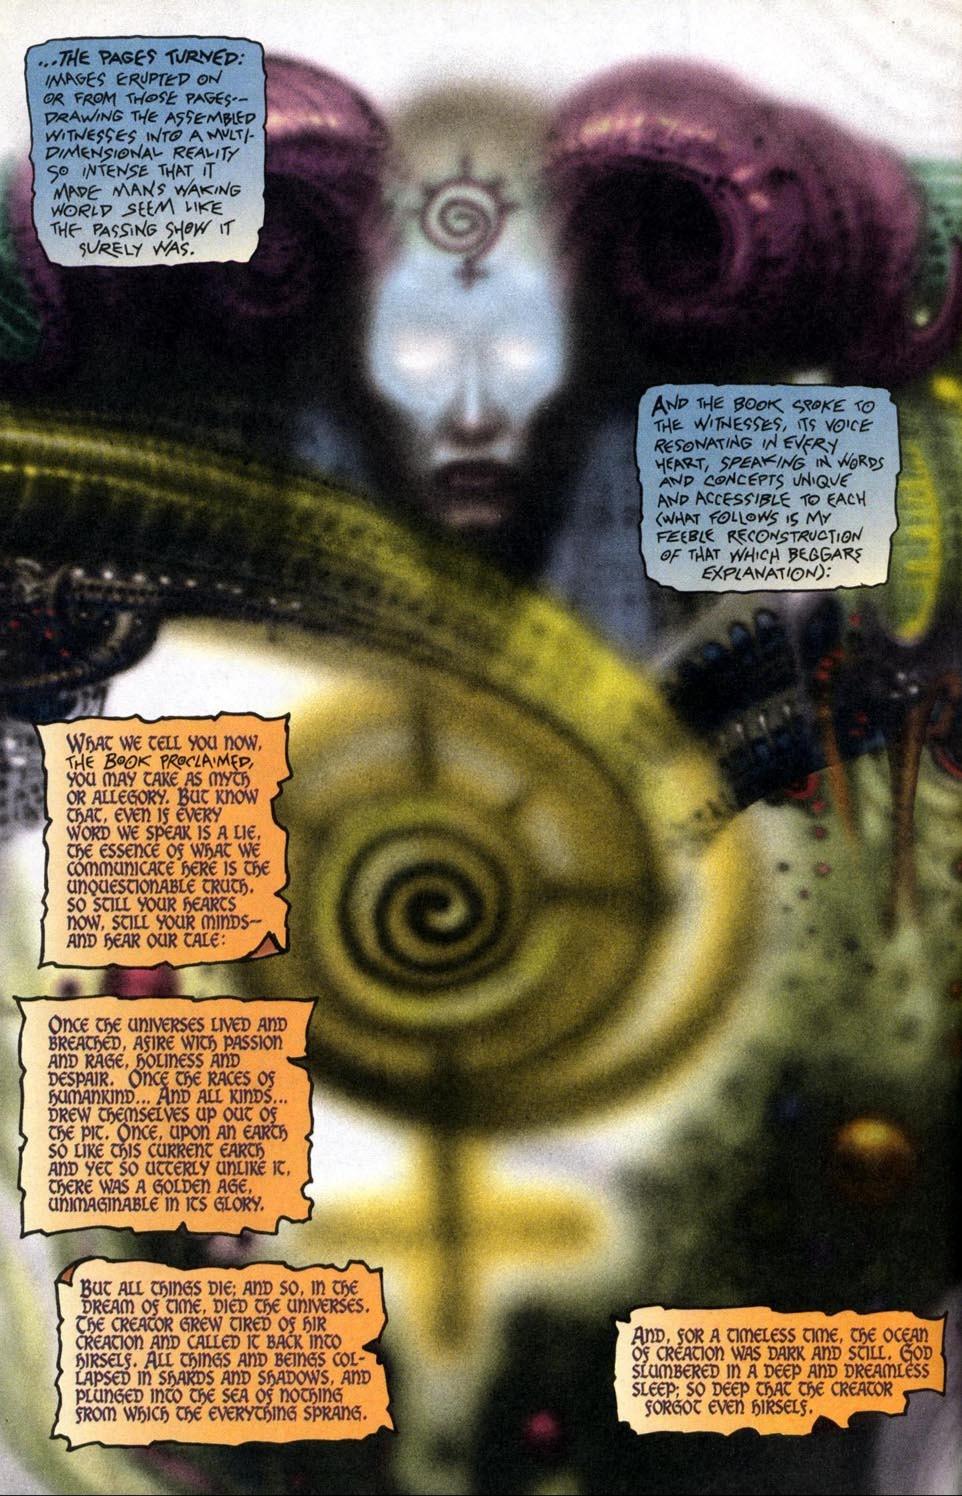 ...THE PAGES TURNED:
IMAGES ERUPTED ON
OR FROM THOSE PAGES--
DRAWING THE ASSEMBLED
WITNESSES INTO A MULTI-
DIMENSIONAL REALITY
SO INTENSE THAT IT
MADE MAN'S WAKING
WORLD SEEM LIKE
THE PASSING SHOW IT
SURELY WAS.
AND THE BOOK SPOKE TO
THE WITNESSES, ITS VOICE
RESONATING IN EVERY
HEART, SPEAKING IN WORDS
AND CONCEPTS UNIQUE
AND ACCESSIBLE TO EACH
(WHAT FOLLOWS IS MY
FEEBLE RECONSTRUCTION
OF THAT WHICH BEGGARS
EXPLANATION):
WHAT WE TELL YOU NOW,
THE BOOK PROCLAIMED,
YOU MAY TAKE AS MYTH
OR ALLEGORY. BUT KNOW
THAT, EVEN IF EVERY
WORD WE SPEAK IS A LIE,
THE ESSENCE OF WHAT WE
COMMUNICATE HERE IS THE
UNQUESTIONABLE TRUTH.
SO STILL YOUR HEARTS
NOW, STILL YOUR MINDS--
AND HEAR OUR TALE:
ONCE THE UNIVERSES LIVED AND
BREATHED, AFIRE WITH PASSION
AND RAGE, HOLINESS AND
DESPAIR. ONCE THE RACES OF
HUMANKIND... AND ALL KINDS...
DREW THEMSELVES UP OUT OF
THE PIT. ONCE, UPON AN EARTH
SO LIKE THIS CURRENT EARTH
AND YET SO UTTERLY UNLIKE IT,
THERE WAS A GOLDEN AGE,
UNIMAGINABLE IN ITS GLORY.
BUT ALL THINGS DIE; AND SO, IN THE
DREAM OF TIME, DIED THE UNIVERSES.
THE CREATOR GREW TIRED OF HIR
CREATION AND CALLED IT BACK INTO
HIRSELF. ALL THINGS AND BEINGS COL-
LAPSED IN SHARDS AND SHADOWS, AND
PLUNGED INTO THE SEA OF NOTHING
FROM WHICH THE EVERYTHING SPRANG.
AND, FOR A TIMELESS TIME, THE OCEAN
OF CREATION WAS DARK AND STILL. GOD
SLUMBERED IN A DEEP AND DREAMLESS
SLEEP; SO DEEP THAT THE CREATOR
FORGOT EVEN HIRSELF.